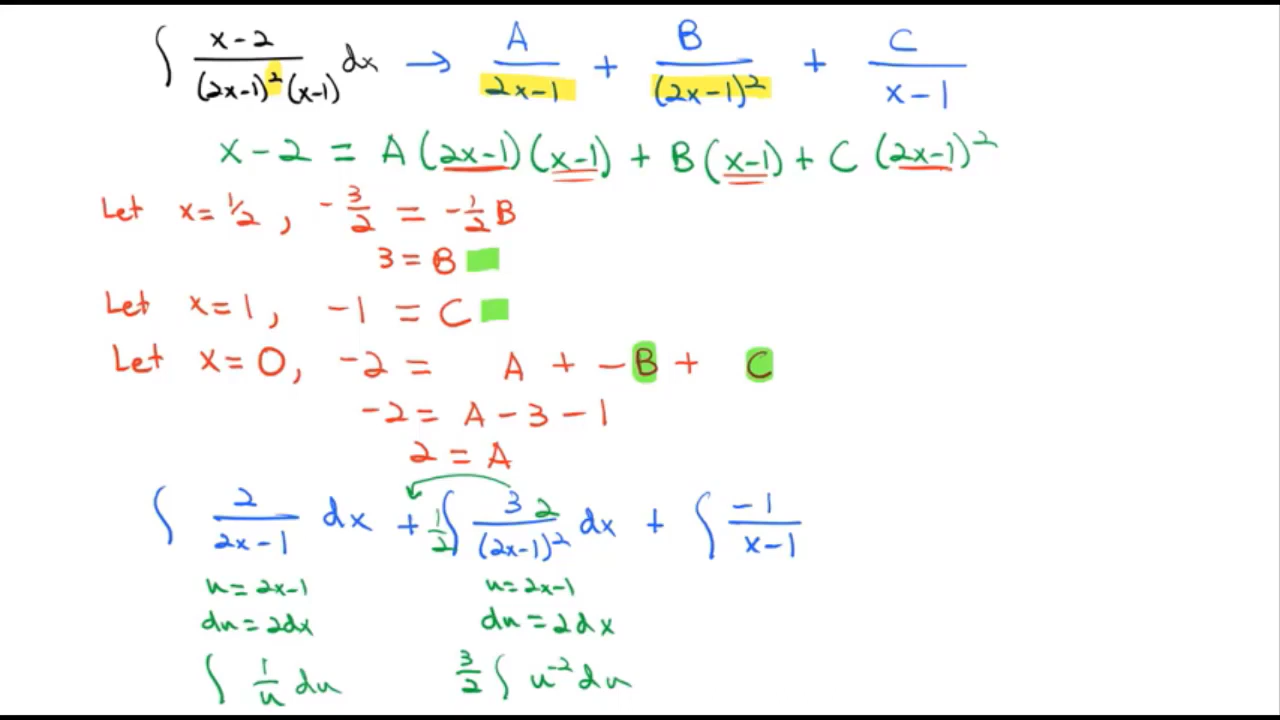 ∫ x-2 / (2x-1)² (x-1) dx → A / 2x-1 + B / (2x-1)² + C / x-1
x-2 = A(2x-1)(x-1) + B(x-1) + C(2x-1)²
Let x=1/2, -3/2 = -1/2 B
3 = B
Let x=1, -1 = C
Let x=0, -2 = A + -B + C
-2 = A-3-1
2 = A
∫ 2 / 2x-1 dx + 1/2 ∫ 3 2 / (2x-1)² dx + ∫ -1 / x-1
u=2x-1 u=2x-1
du=2dx du=2dx
∫ 1/u du 3/2 ∫ u⁻² du